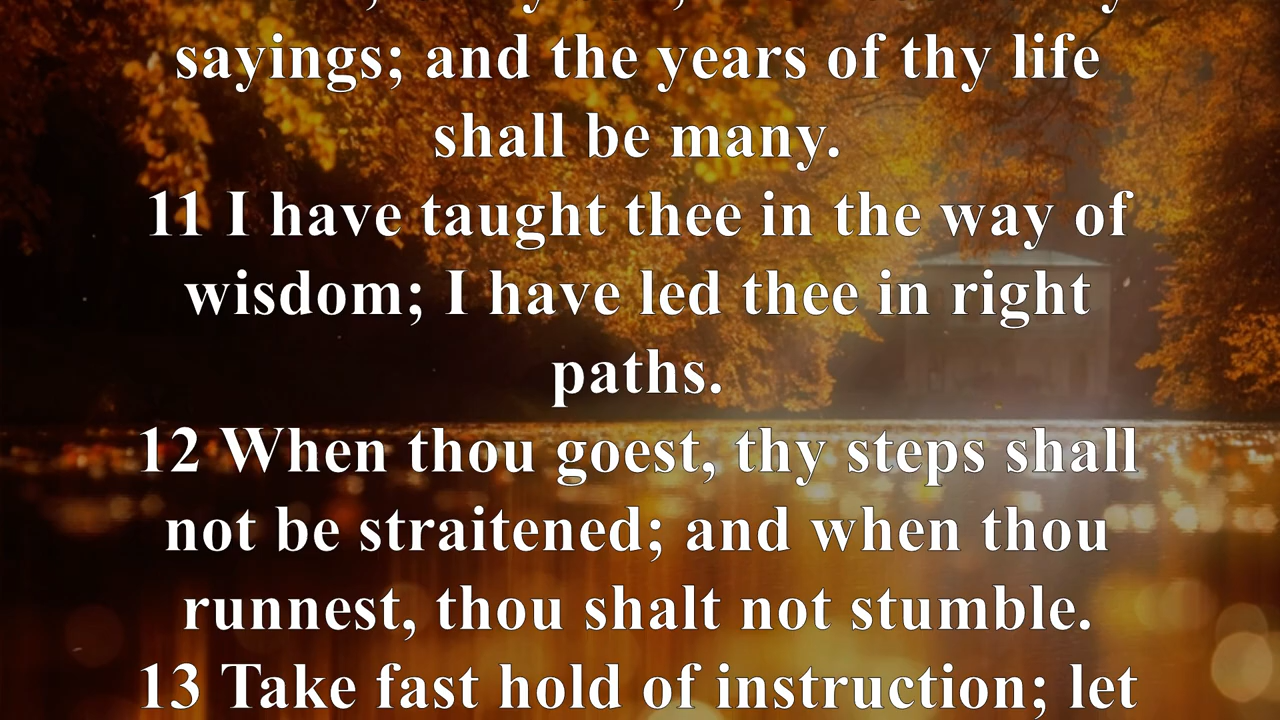 sayings; and the years of thy life
shall be many.
11 I have taught thee in the way of
wisdom; I have led thee in right
paths.
12 When thou goest, thy steps shall
not be straitened; and when thou
runnest, thou shalt not stumble.
13 Take fast hold of instruction; let